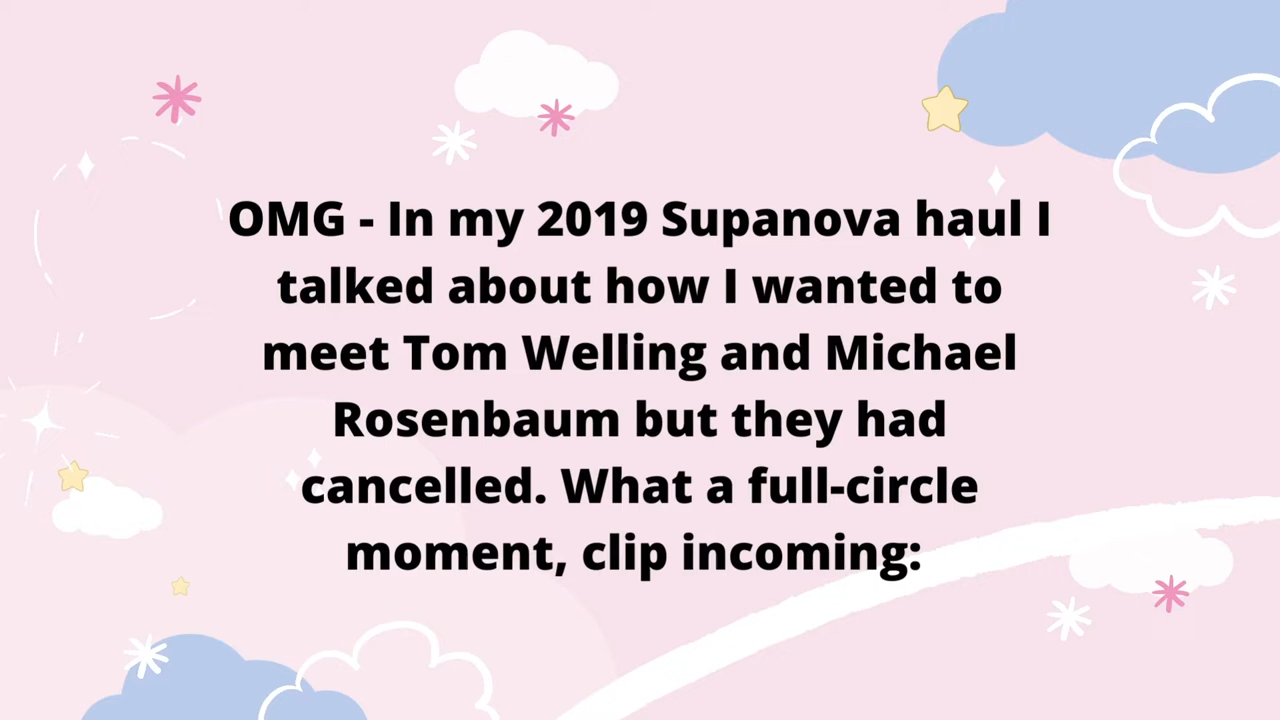 OMG - In my 2019 Supanova haul I
talked about how I wanted to
meet Tom Welling and Michael
Rosenbaum but they had
cancelled. What a full-circle
moment, clip incoming: